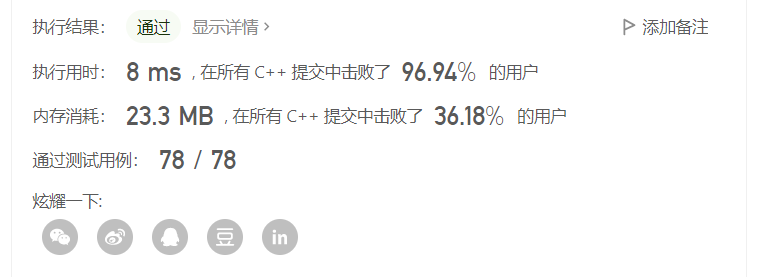 执行结果： 通过 显示详情 › 添加备注
执行用时： 8 ms , 在所有 C++ 提交中击败了 96.94% 的用户
内存消耗： 23.3 MB , 在所有 C++ 提交中击败了 36.18% 的用户
通过测试用例： 78 / 78
炫耀一下:
豆 in